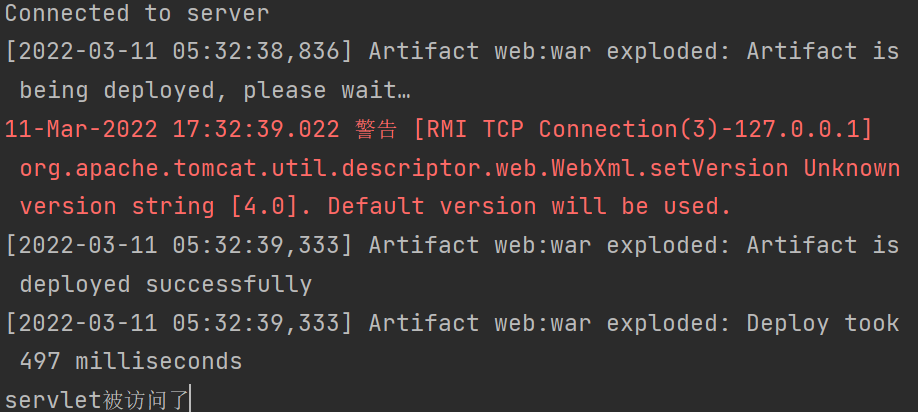 Connected to server
[2022-03-11 05:32:38,836] Artifact web:war exploded: Artifact is
being deployed, please wait…
11-Mar-2022 17:32:39.022 警告 [RMI TCP Connection(3)-127.0.0.1]
org.apache.tomcat.util.descriptor.web.WebXml.setVersion Unknown
version string [4.0]. Default version will be used.
[2022-03-11 05:32:39,333] Artifact web:war exploded: Artifact is
deployed successfully
[2022-03-11 05:32:39,333] Artifact web:war exploded: Deploy took
497 milliseconds
servlet被访问了